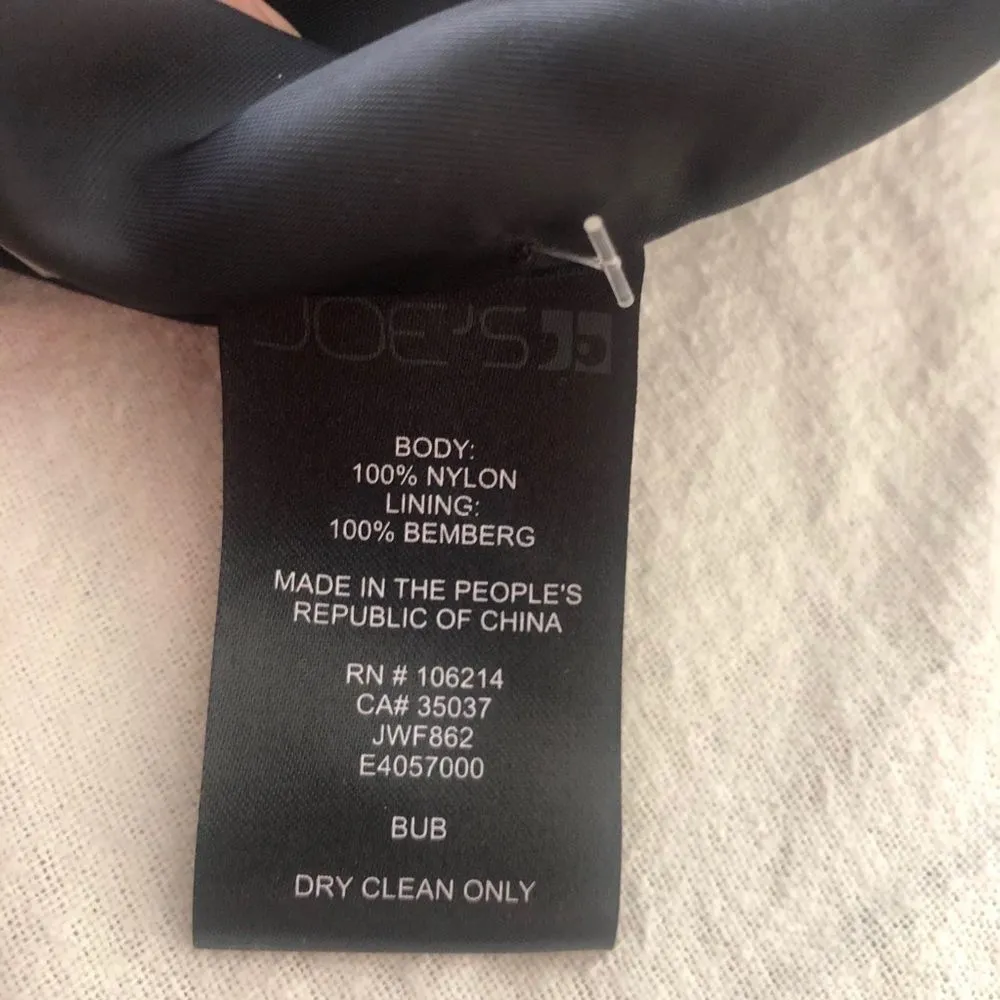 JOE'S
BODY:
100% NYLON
LINING:
100% BEMBERG
MADE IN THE PEOPLE'S
REPUBLIC OF CHINA
RN # 106214
CA# 35037
JWF862
E4057000
BUB
DRY CLEAN ONLY